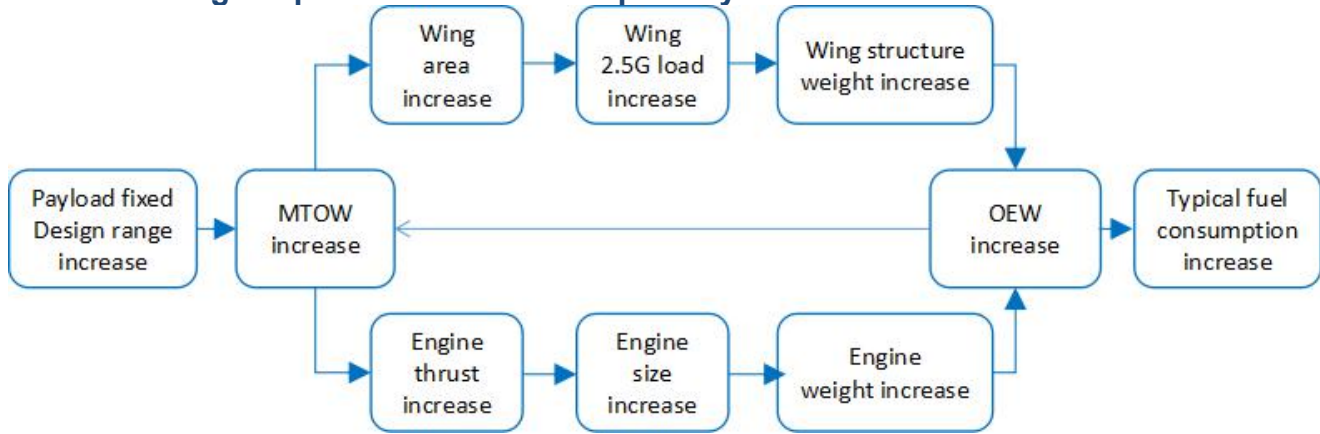 Wing
area
increase
Wing
2.5G load
increase
Wing structure
weight increase
Payload fixed
Design range
increase
MTOW
increase
OEW
increase
Typical fuel
consumption
increase
Engine
thrust
increase
Engine
size
increase
Engine
weight increase